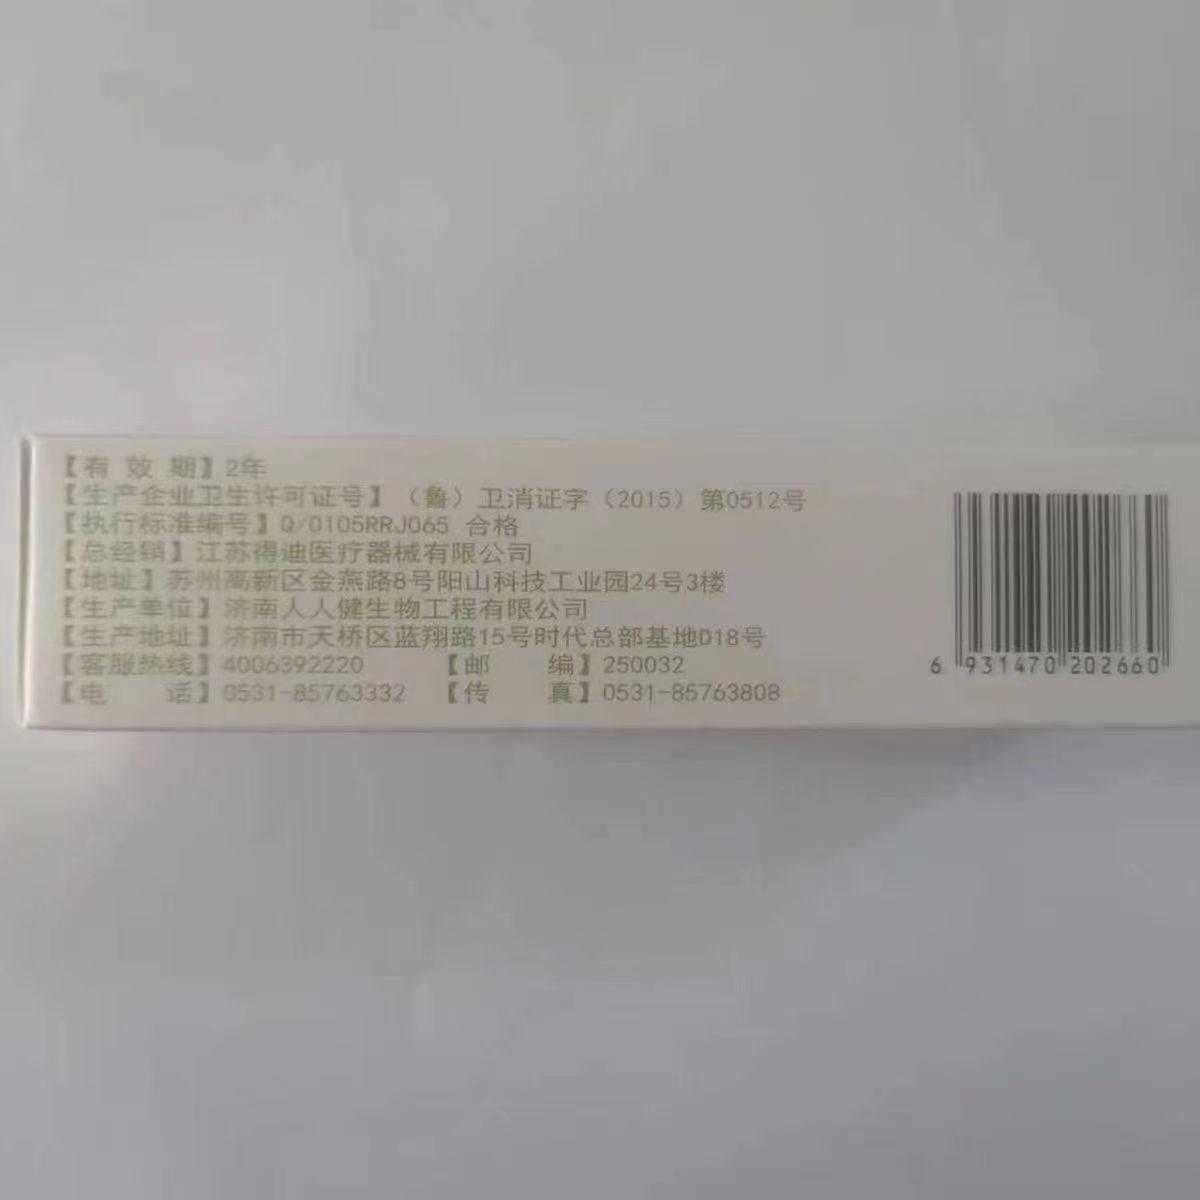 【有 效 期】2年
【生产企业卫生许可证号】（鲁）卫消证字（2015）第0512号
【执行标准编号】Q/0105RRJ065 合格
【总经销】江苏得迪医疗器械有限公司
【地址】苏州高新区金燕路8号阳山科技工业园24号3楼
【生产单位】济南人人健生物工程有限公司
【生产地址】济南市天桥区蓝翔路15号时代总部基地D18号
【客服热线】4006392220 【邮 编】250032
【电 话】0531-85763332 【传 真】0531-85763808
6 931470 202660